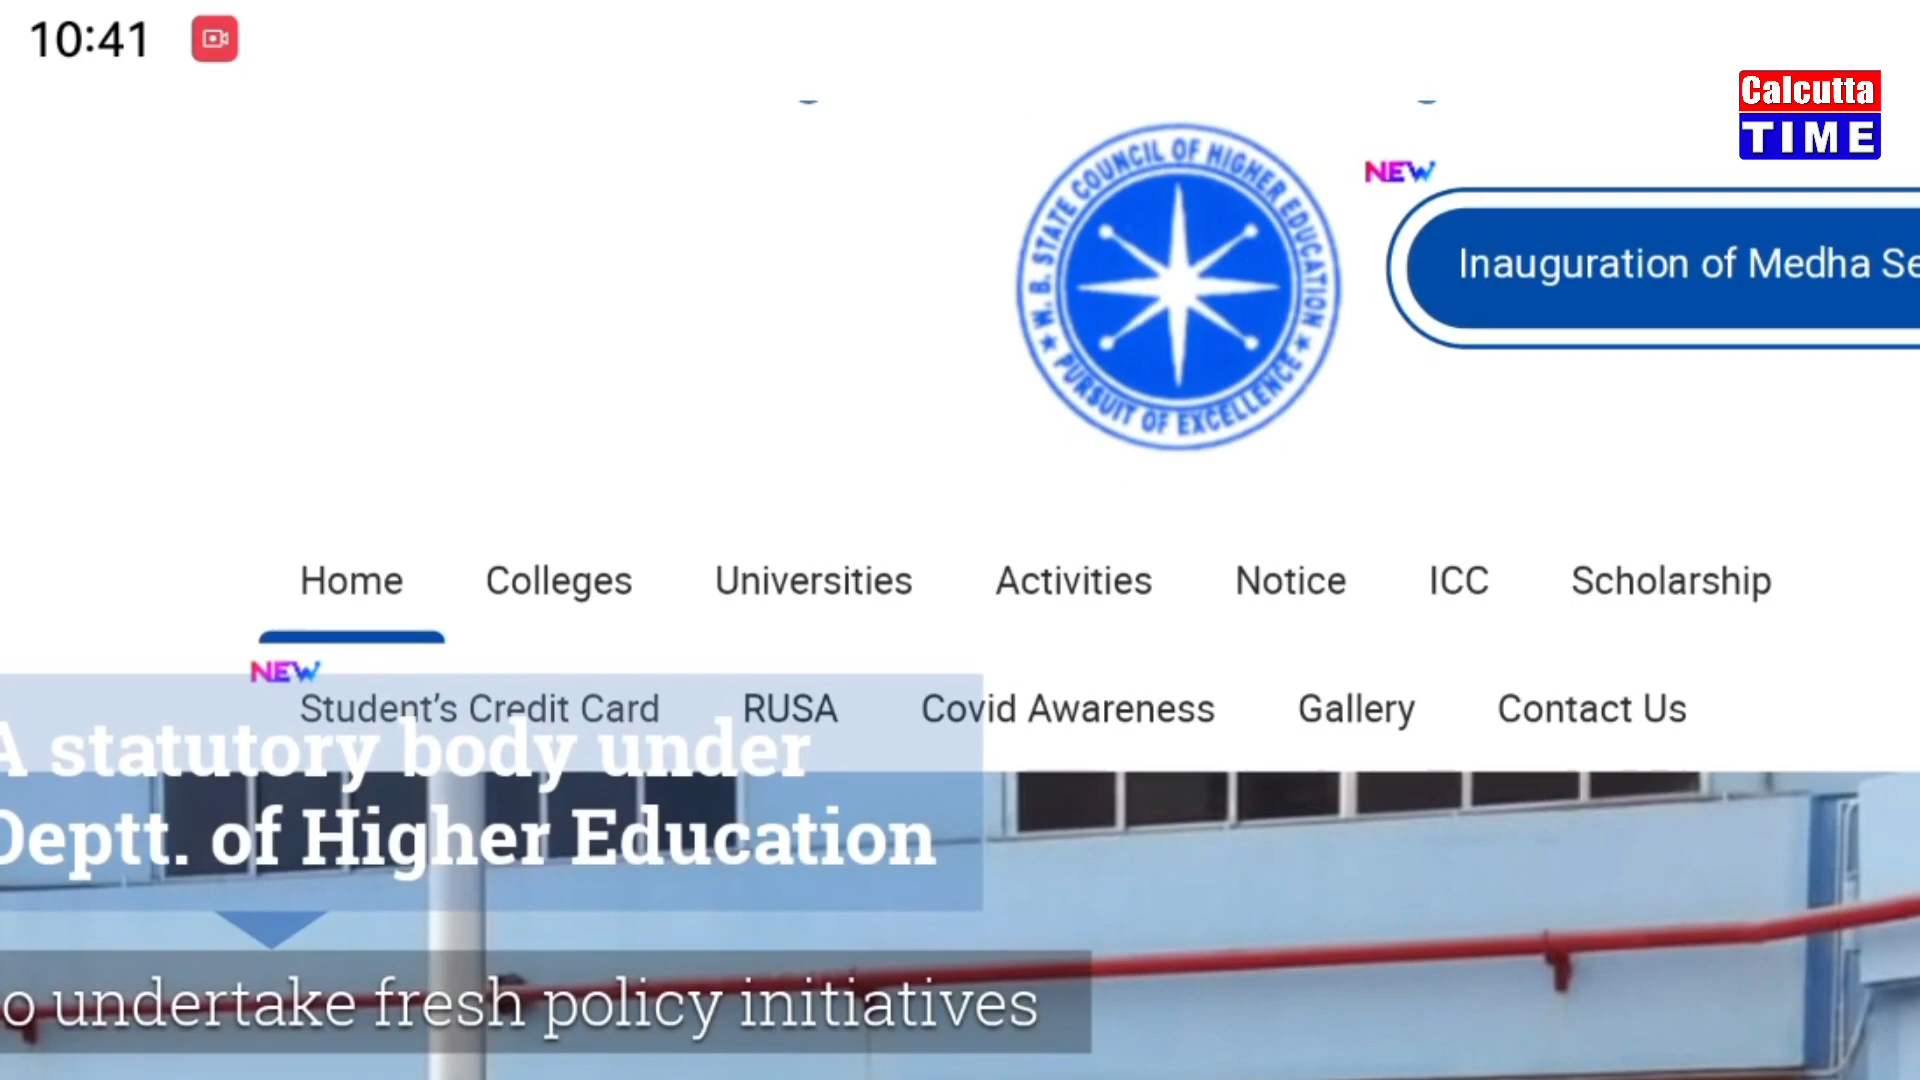 10:41
Calcutta
TIME
W. B. STATE COUNCIL OF HIGHER EDUCATION
PURSUIT OF EXCELLENCE
NEW
Inauguration of Medha Se
Home Colleges Universities Activities Notice ICC Scholarship
NEW
Student’s Credit Card RUSA Covid Awareness Gallery Contact Us
A statutory body under
Deptt. of Higher Education
o undertake fresh policy initiatives